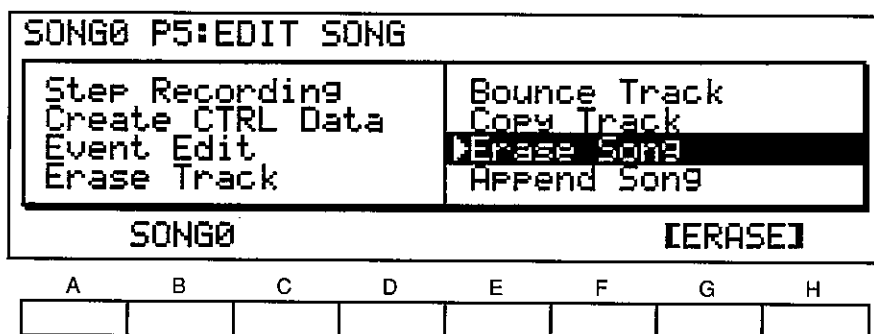 SONG0 P5:EDIT SONG
Step Recording
Create CTRL Data
Event Edit
Erase Track
Bounce Track
Copy Track
Erase Song
Append Song
SONG0 [ERASE]
A B C D E F G H